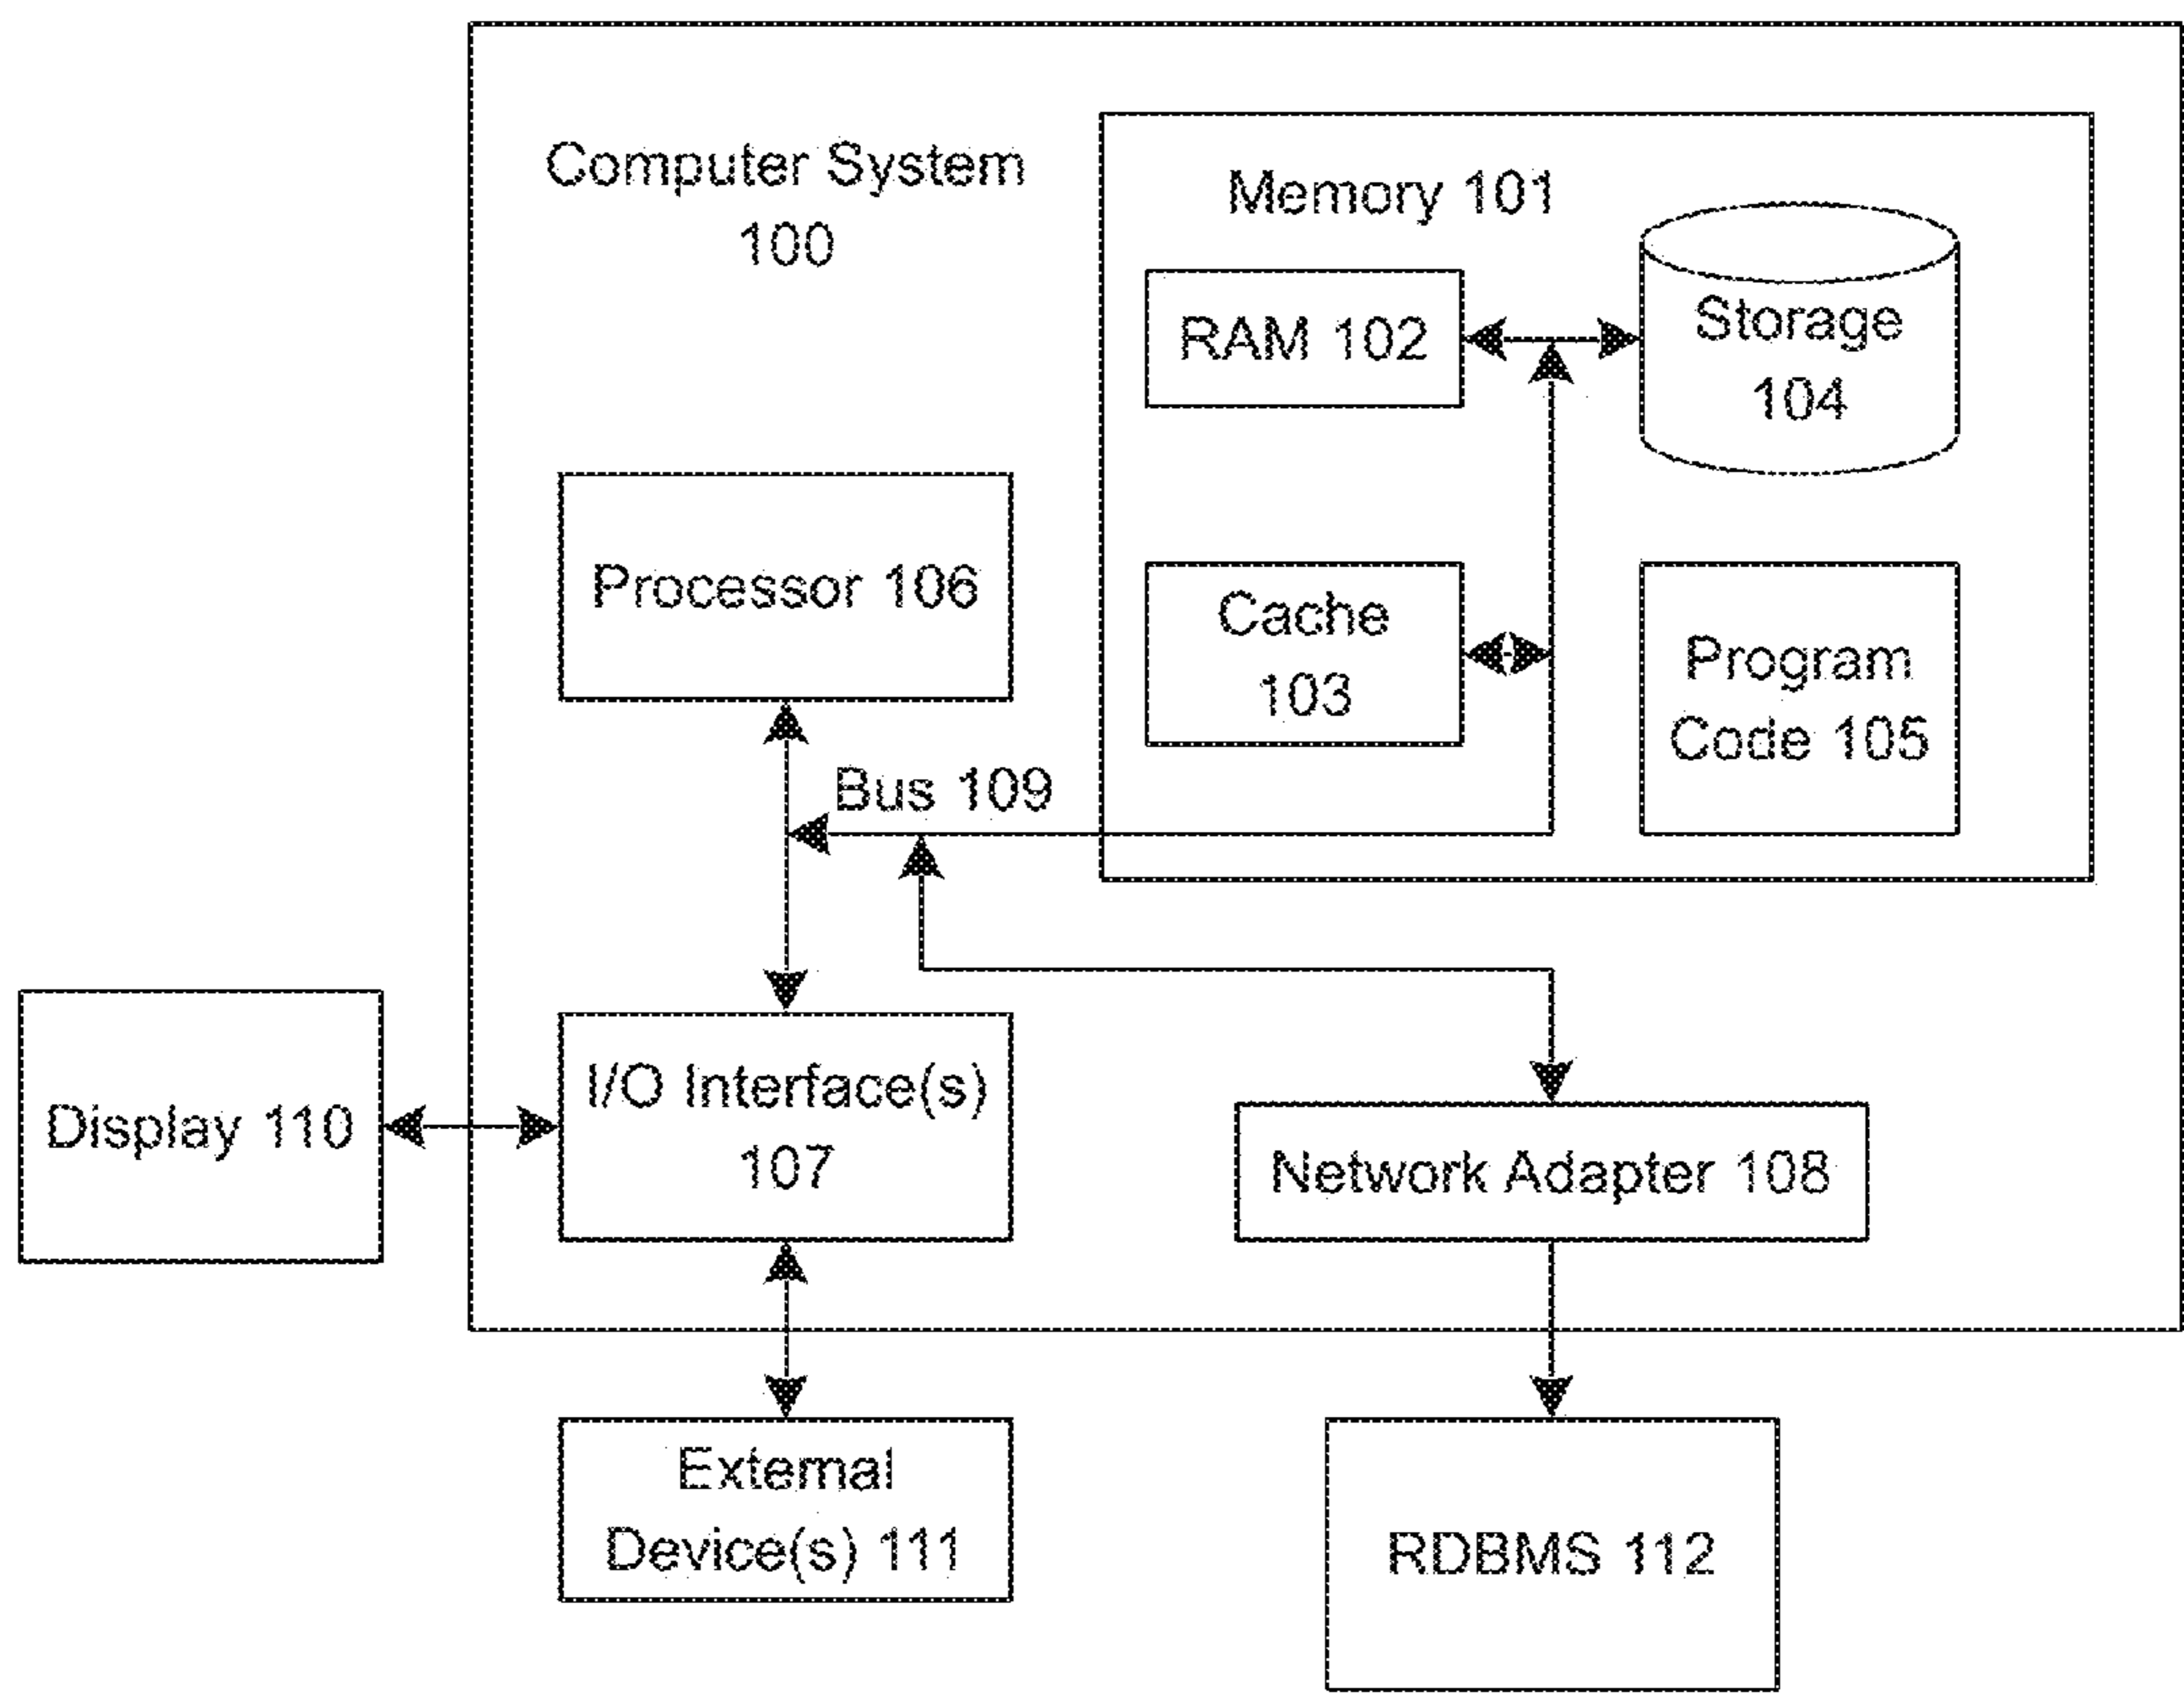 Computer System
100
Memory 101
RAM 102
Storage
104
Processor 106
Cache
103
Program
Code 105
Bus 109
Display 110
I/O Interface(s)
107
Network Adapter 108
External
Device(s) 111
RDBMS 112